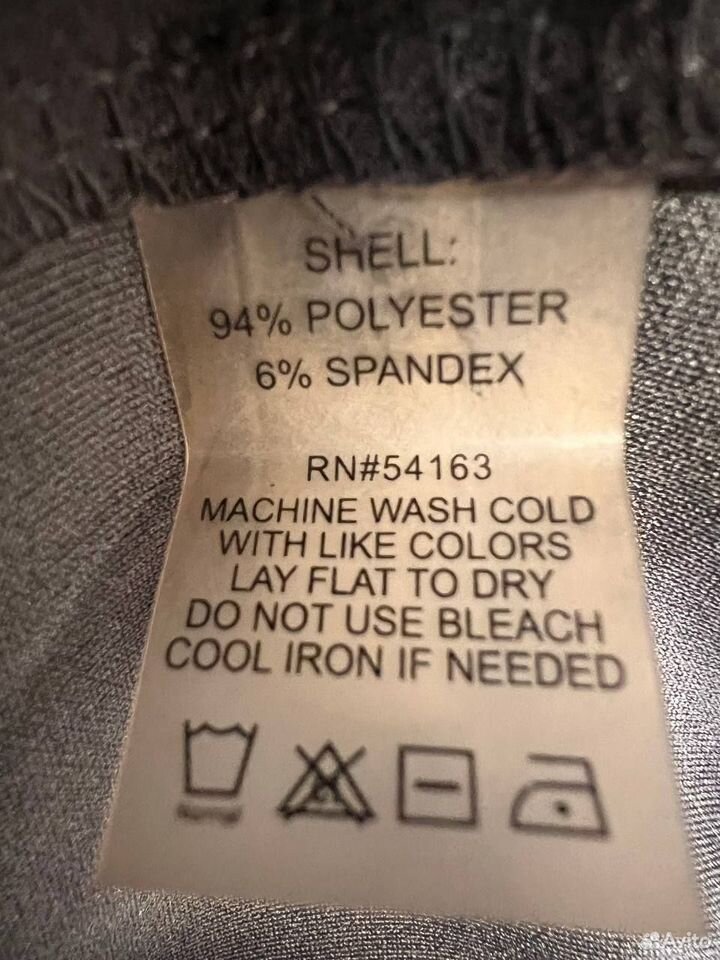 SHELL:
94% POLYESTER
6% SPANDEX
RN#54163
MACHINE WASH COLD
WITH LIKE COLORS
LAY FLAT TO DRY
DO NOT USE BLEACH
COOL IRON IF NEEDED
Avito